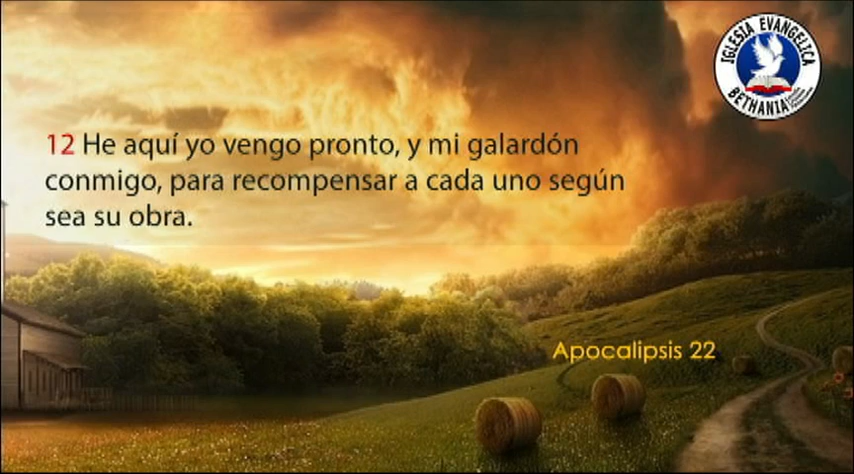 IGLESIA EVANGELICA
BETHANIA
12 He aquí yo vengo pronto, y mi galardón
conmigo, para recompensar a cada uno según
sea su obra.
Apocalipsis 22